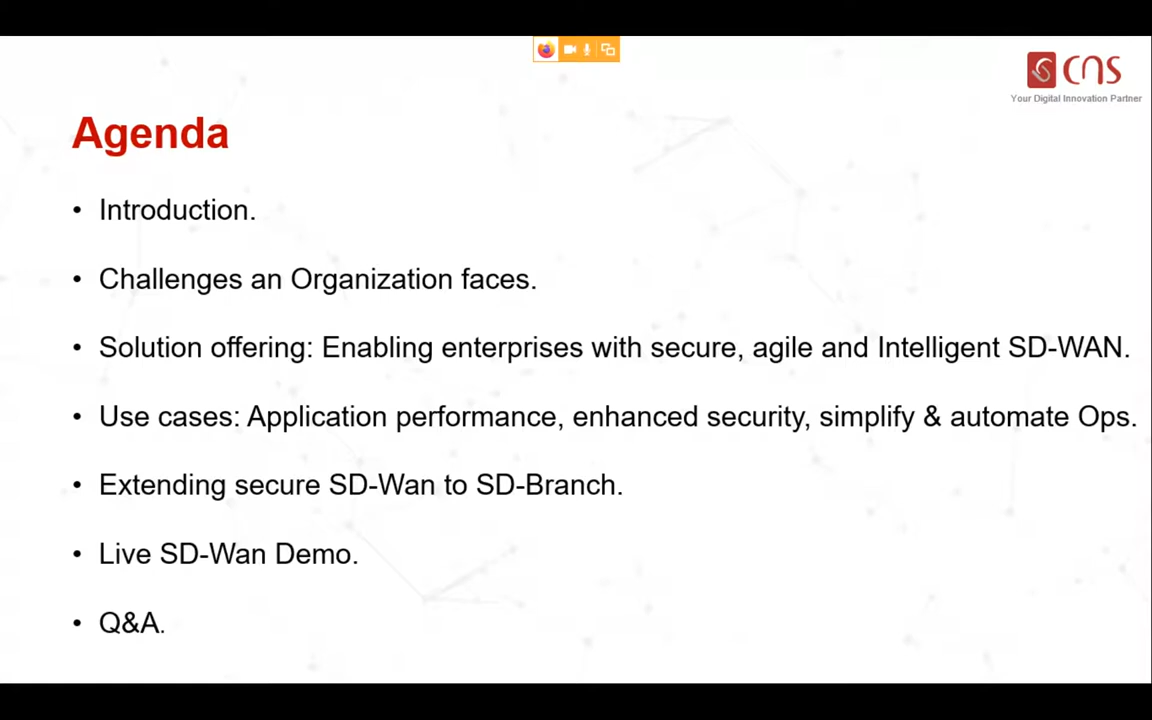 cns
Your Digital Innovation Partner
Agenda
• Introduction.
• Challenges an Organization faces.
• Solution offering: Enabling enterprises with secure, agile and Intelligent SD-WAN.
• Use cases: Application performance, enhanced security, simplify & automate Ops.
• Extending secure SD-Wan to SD-Branch.
• Live SD-Wan Demo.
• Q&A.